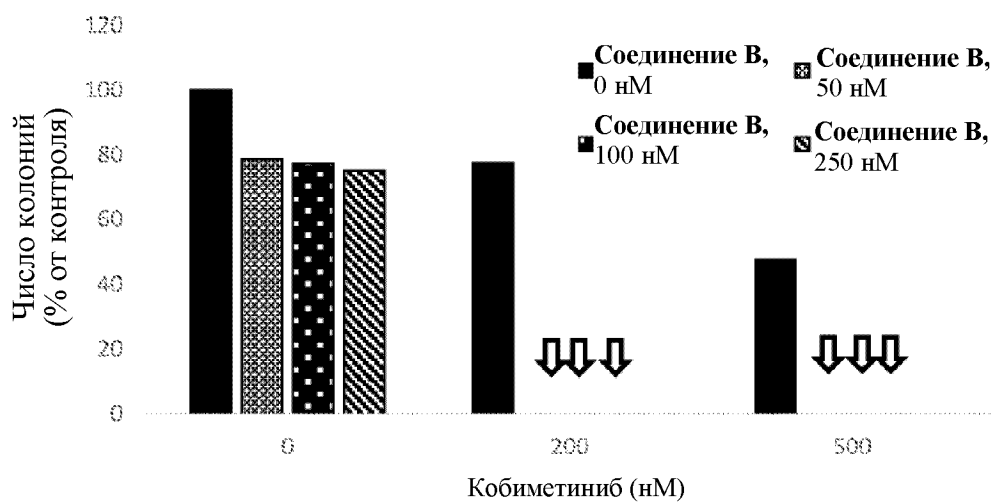 120
100
80
60
40
20
0
Число колоний
(% от контроля)
Соединение В,
0 нМ
Соединение В,
50 нМ
Соединение В,
100 нМ
Соединение В,
250 нМ
0
200
500
Кобиметиниб (нМ)